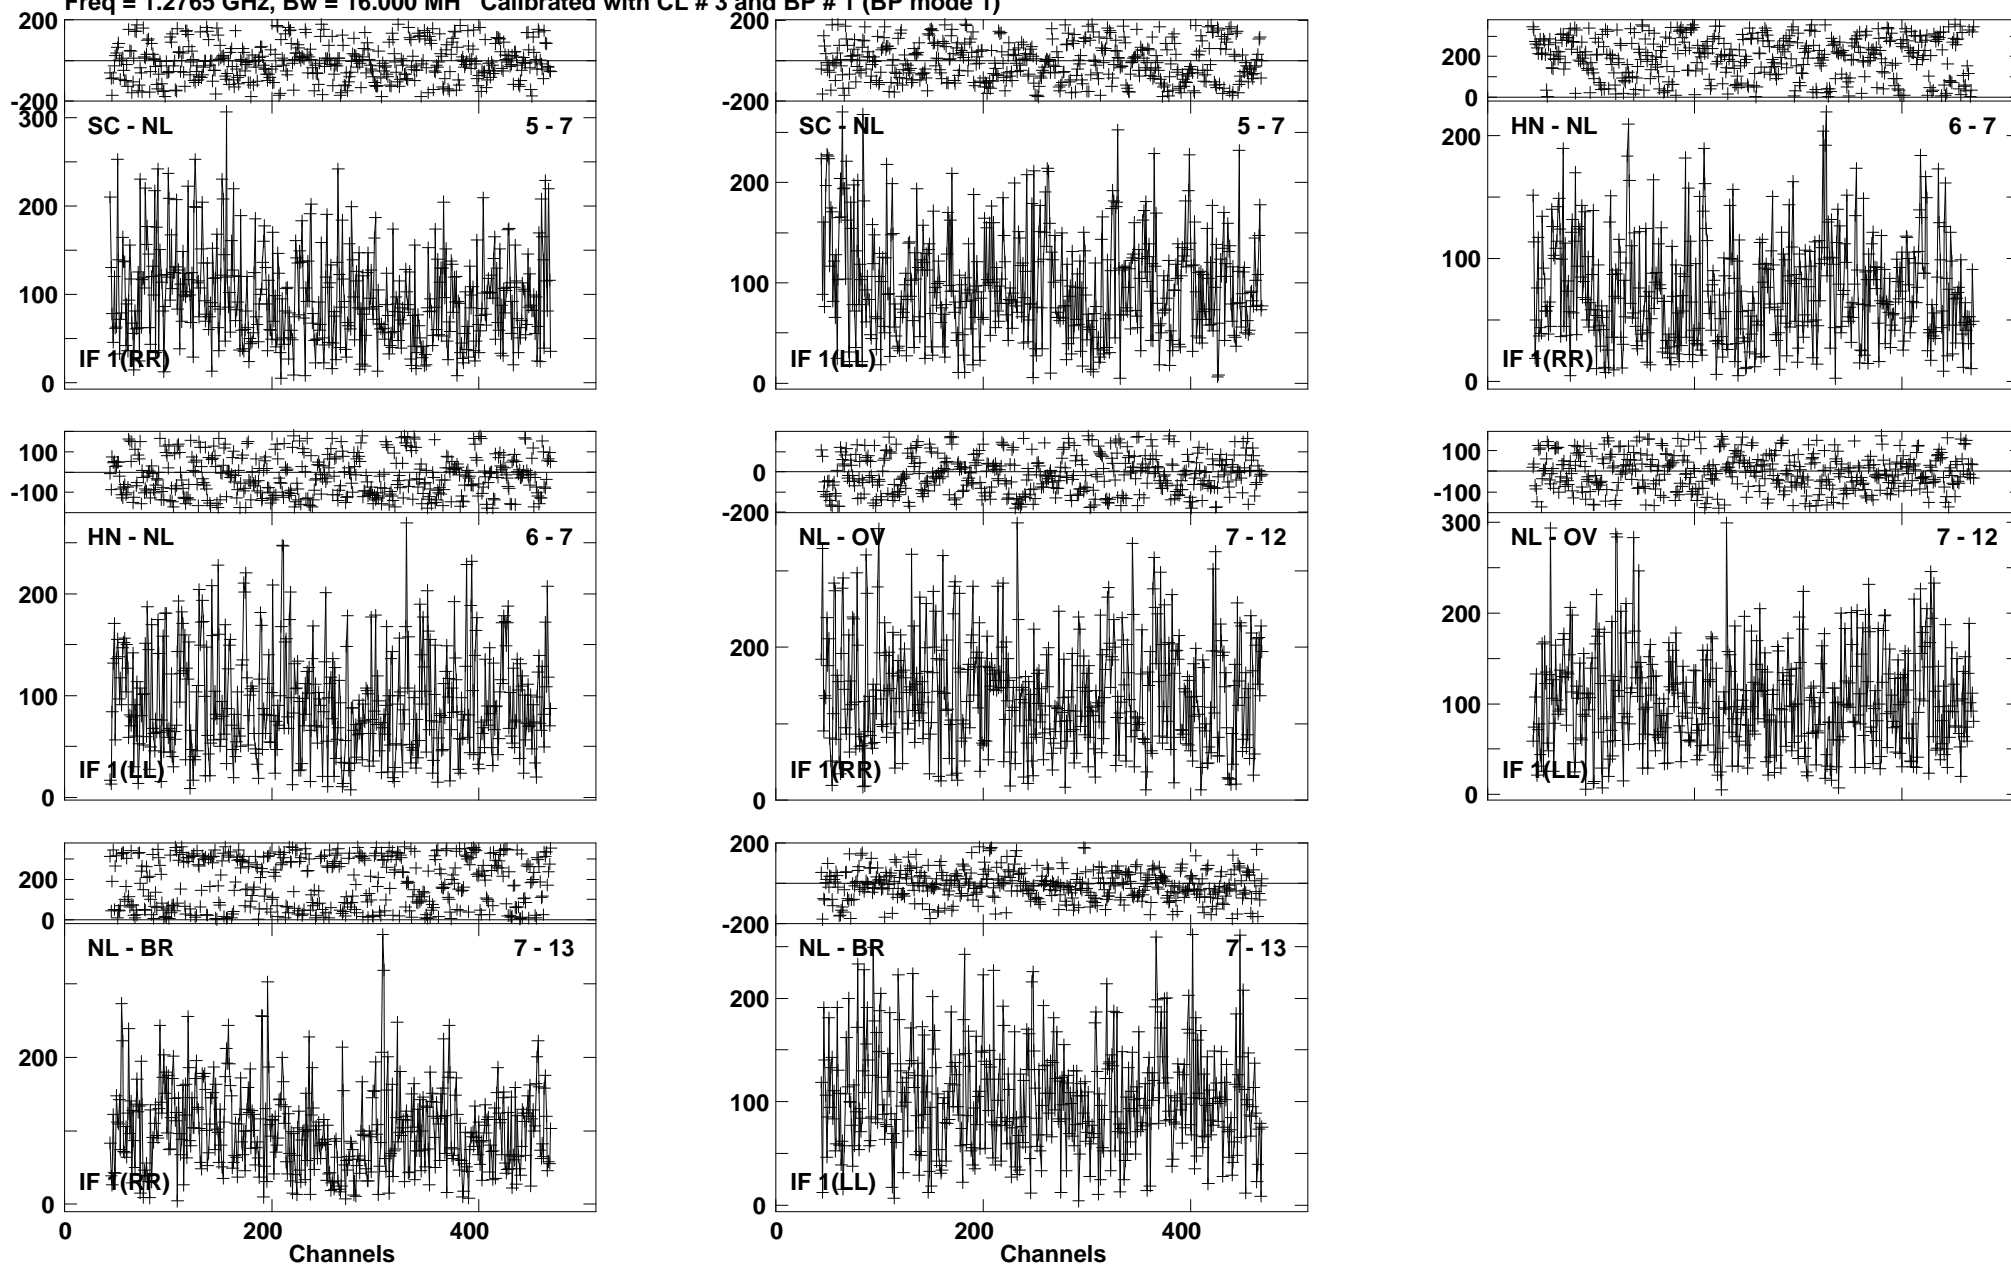 Freq = 1.2765 GHz, Bw = 16.000 MH Calibrated with CL # 3 and BP # 1 (BP mode 1)
200
-200
300
200
100
0
SC - NL
5 - 7
IF 1(RR)
200
-200
200
100
0
SC - NL
5 - 7
IF 1(LL)
200
0
200
100
0
HN - NL
6 - 7
IF 1(RR)
100
-100
200
100
0
HN - NL
6 - 7
IF 1(LL)
0
-200
200
0
NL - OV
7 - 12
IF 1(RR)
100
-100
300
200
100
0
NL - OV
7 - 12
IF 1(LL)
200
0
200
0
NL - BR
7 - 13
IF 1(RR)
0
200
400
Channels
200
-200
200
100
0
NL - BR
7 - 13
IF 1(LL)
0
200
400
Channels